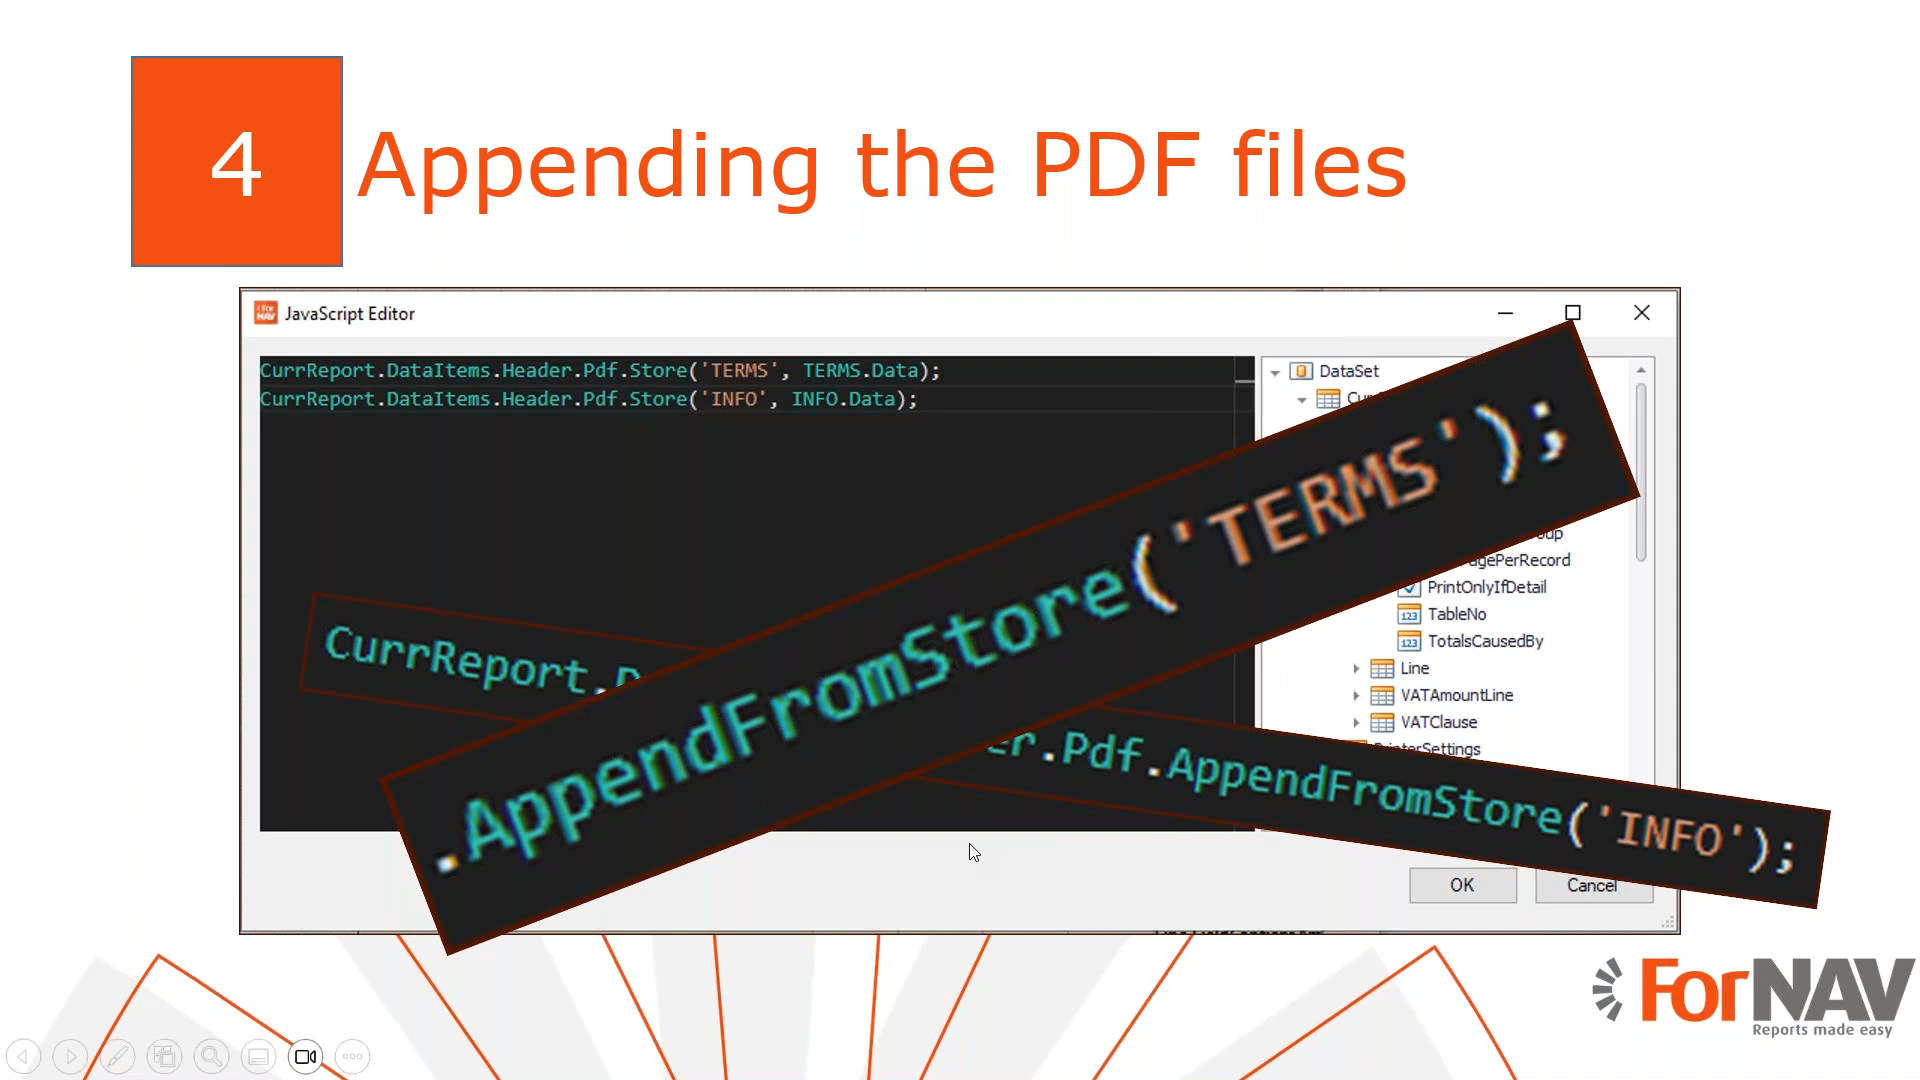 4
Appending the PDF files
JavaScript Editor
CurrReport.DataItems.Header.Pdf.Store('TERMS', TERMS.Data);
CurrReport.DataItems.Header.Pdf.Store('INFO', INFO.Data);
DataSet
PrintOnlyIfDetail
TableNo
TotalsCausedBy
Line
VATAmountLine
VATClause
.AppendFromStore('TERMS');
CurrReport.
.Pdf.AppendFromStore('INFO');
OK
Cancel
ForNAV
Reports made easy